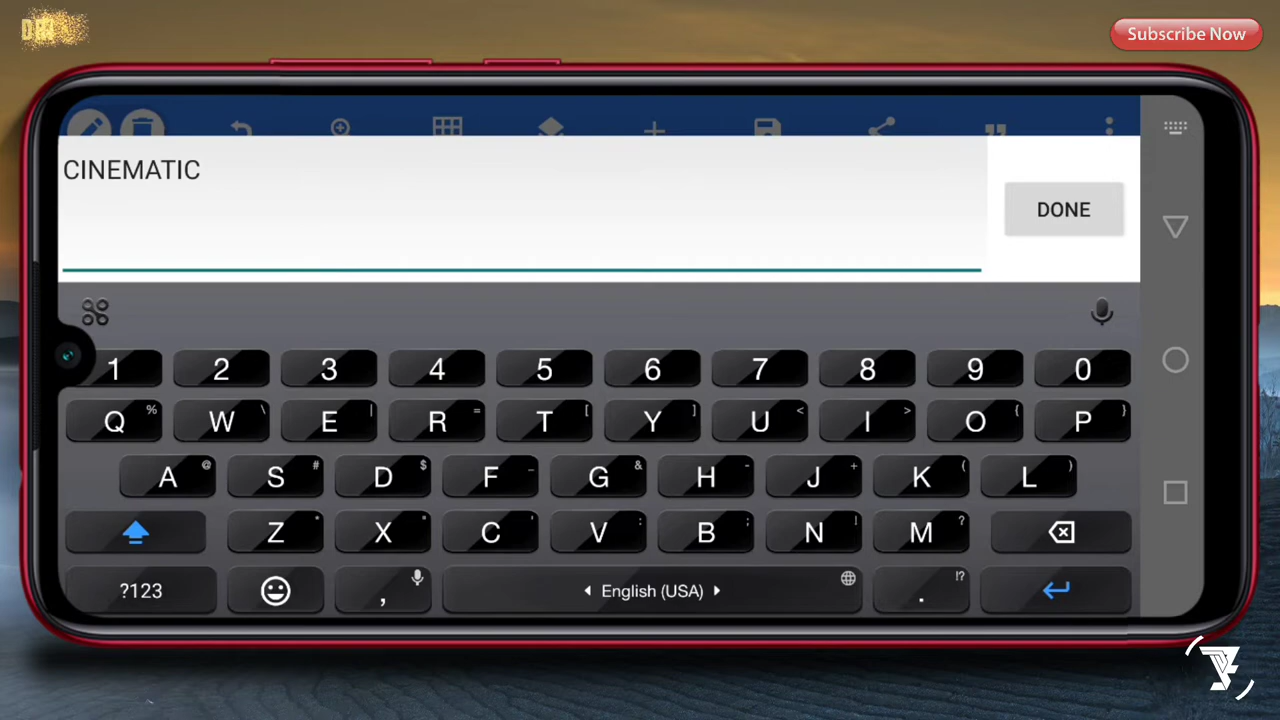 Subscribe Now
CINEMATIC
DONE
1 2 3 4 5 6 7 8 9 0
Q % W \ E | R = T [ Y ] U < I > O { P }
A @ S # D $ F _ G & H - J + K ( L )
Z * X " C ' V : B ; N ! M ?
?123 , English (USA) . !?